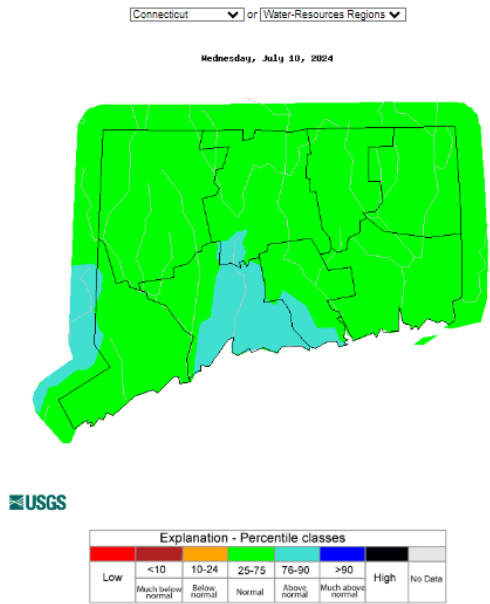 Connecticut or Water-Resources Regions
Wednesday, July 10, 2024
USGS
Explanation - Percentile classes
Low <10 10-24 25-75 76-90 >90 High No Data
Much below normal Below normal Normal Above normal Much above normal